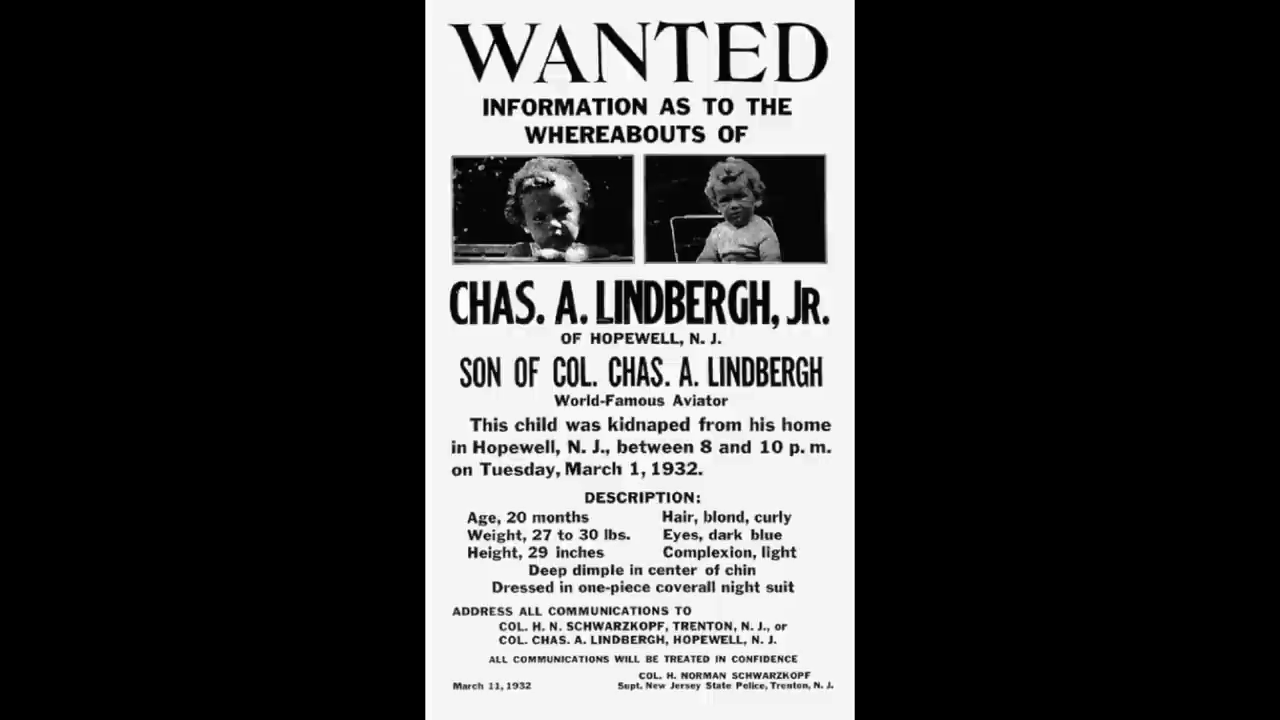 WANTED
INFORMATION AS TO THE
WHEREABOUTS OF
CHAS. A. LINDBERGH, JR.
OF HOPEWELL, N. J.
SON OF COL. CHAS. A. LINDBERGH
World-Famous Aviator
This child was kidnaped from his home
in Hopewell, N. J., between 8 and 10 p. m.
on Tuesday, March 1, 1932.
DESCRIPTION:
Age, 20 months Hair, blond, curly
Weight, 27 to 30 lbs. Eyes, dark blue
Height, 29 inches Complexion, light
Deep dimple in center of chin
Dressed in one-piece coverall night suit
ADDRESS ALL COMMUNICATIONS TO
COL. H. N. SCHWARZKOPF, TRENTON, N. J., or
COL. CHAS. A. LINDBERGH, HOPEWELL, N. J.
ALL COMMUNICATIONS WILL BE TREATED IN CONFIDENCE
COL. H. NORMAN SCHWARZKOPF
March 11, 1932 Supt. New Jersey State Police, Trenton, N. J.